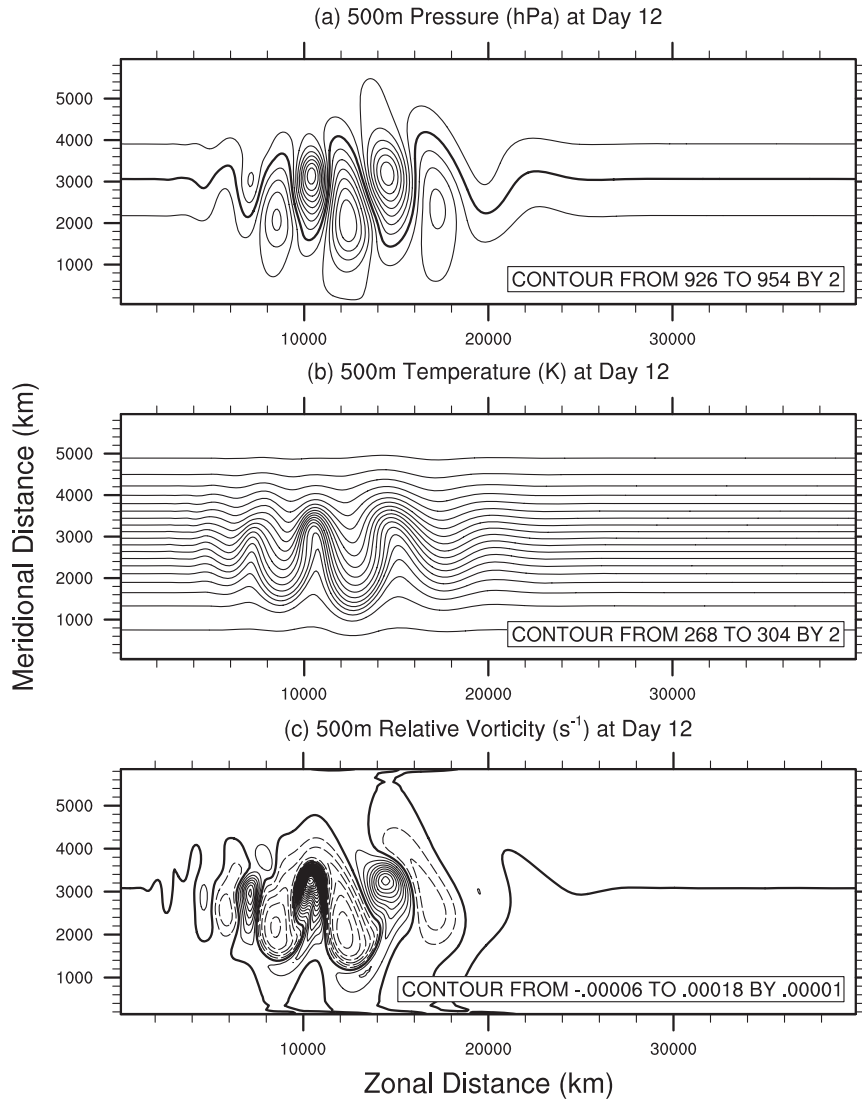 (a) 500m Pressure (hPa) at Day 12
5000
4000
3000
2000
1000
CONTOUR FROM 926 TO 954 BY 2
10000 20000 30000
(b) 500m Temperature (K) at Day 12
5000
4000
3000
2000
1000
CONTOUR FROM 268 TO 304 BY 2
10000 20000 30000
Meridional Distance (km)
(c) 500m Relative Vorticity (s⁻¹) at Day 12
5000
4000
3000
2000
1000
CONTOUR FROM -.00006 TO .00018 BY .00001
10000 20000 30000
Zonal Distance (km)